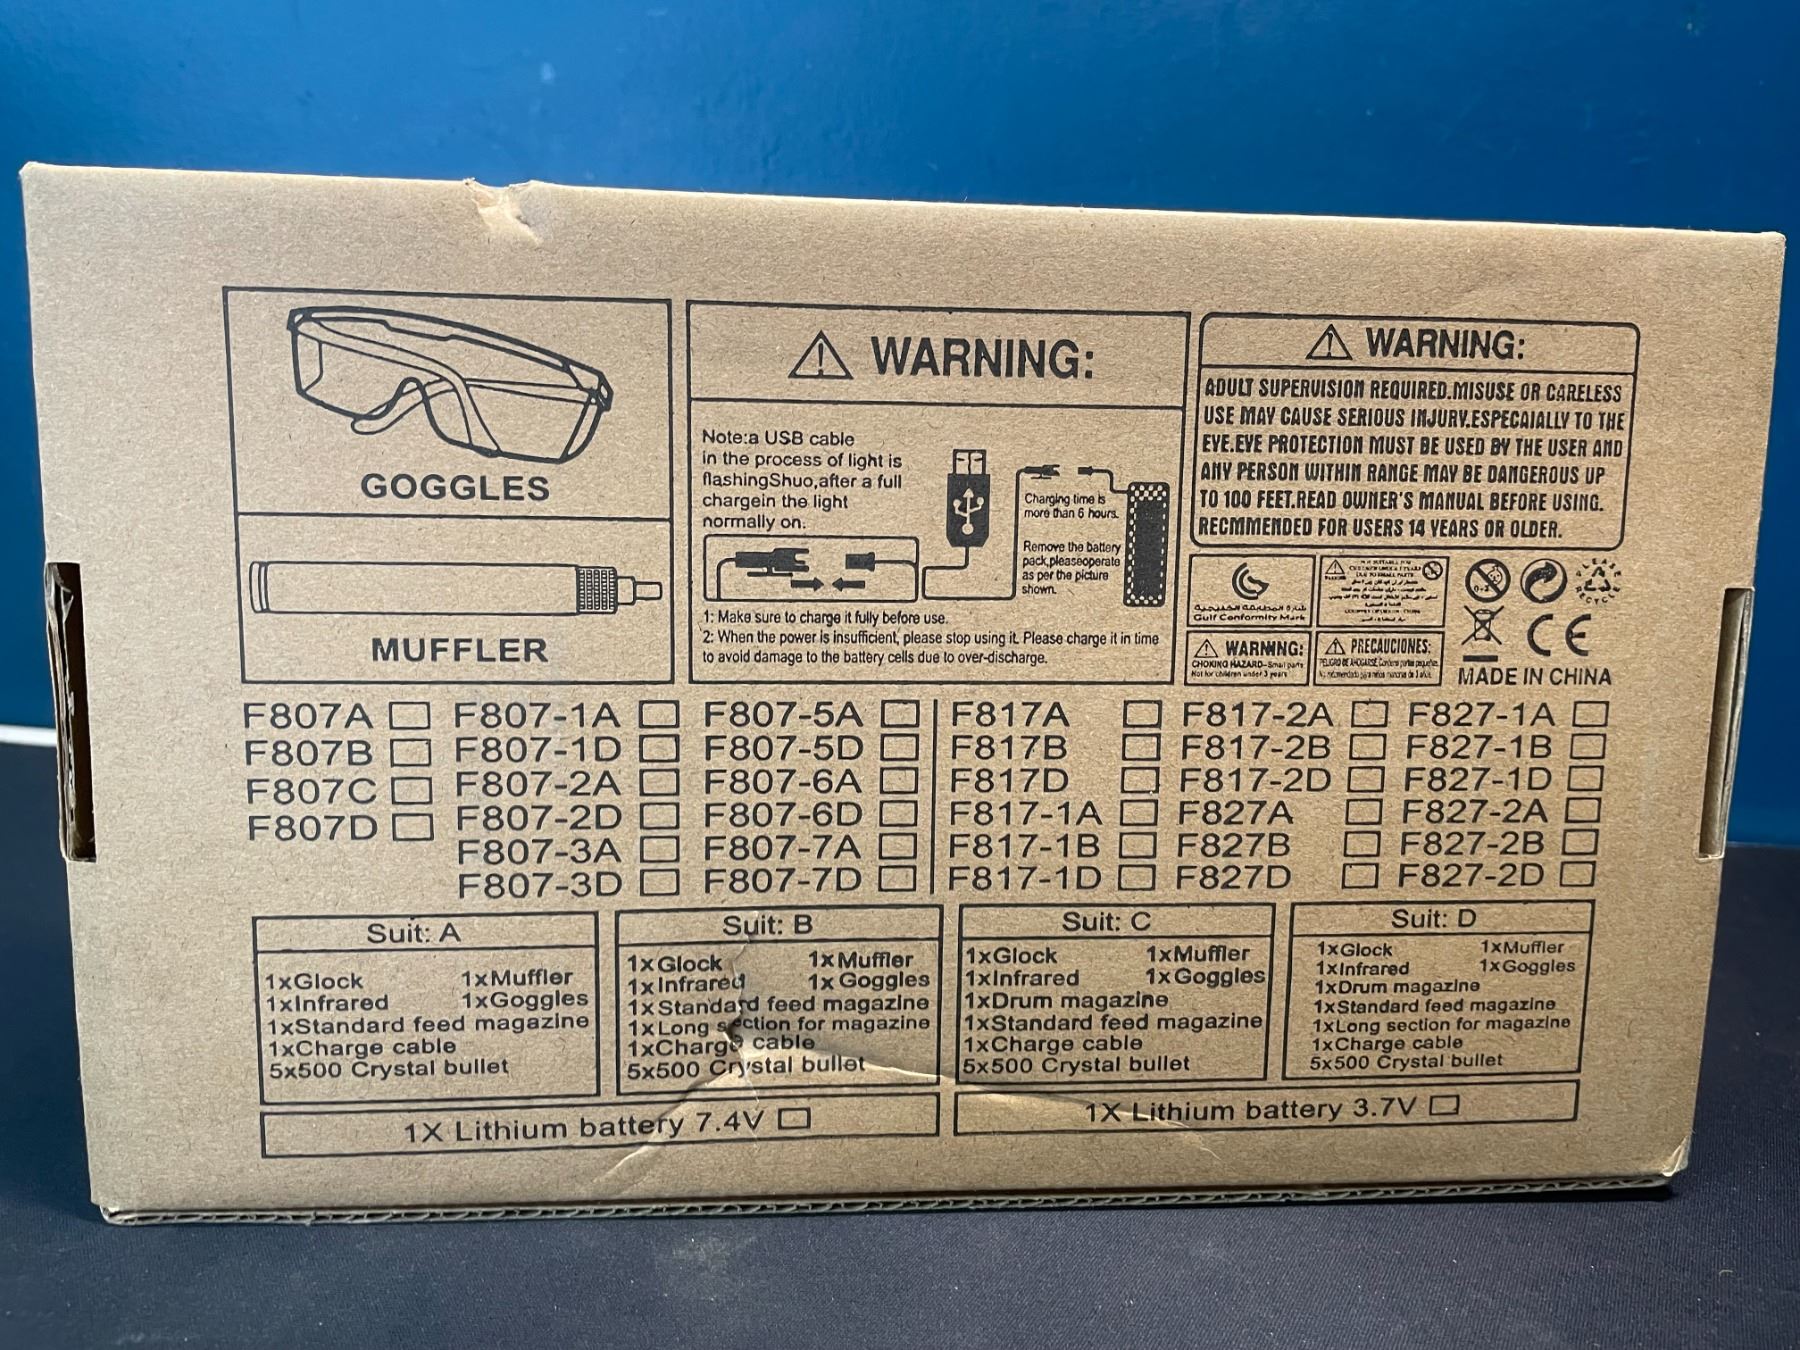 GOGGLES
MUFFLER
WARNING:
Note:a USB cable
in the process of light is
flashingShuo,after a full
chargein the light
normally on.
Charging time is
more than 6 hours.
Remove the battery
pack,pleaseoperate
as per the picture
shown.
1: Make sure to charge it fully before use.
2: When the power is insufficient, please stop using it. Please charge it in time
to avoid damage to the battery cells due to over-discharge.
WARNING:
ADULT SUPERVISION REQUIRED.MISUSE OR CARELESS
USE MAY CAUSE SERIOUS INJURY.ESPECAIALLY TO THE
EYE.EYE PROTECTION MUST BE USED BY THE USER AND
ANY PERSON WITHIN RANGE MAY BE DANGEROUS UP
TO 100 FEET.READ OWNER'S MANUAL BEFORE USING.
RECMMENDED FOR USERS 14 YEARS OR OLDER.
Gulf Conformity Mark
0-3
PLEASE
RECYCLE
WARNING:
CHOKING HAZARD-Small parts
Not for children under 3 years
PRECAUCIONES:
CE
MADE IN CHINA
F807A F807-1A F807-5A F817A F817-2A F827-1A
F807B F807-1D F807-5D F817B F817-2B F827-1B
F807C F807-2A F807-6A F817D F817-2D F827-1D
F807D F807-2D F807-6D F817-1A F827A F827-2A
F807-3A F807-7A F817-1B F827B F827-2B
F807-3D F807-7D F817-1D F827D F827-2D
Suit: A
1xGlock 1xMuffler
1xInfrared 1xGoggles
1xStandard feed magazine
1xCharge cable
5x500 Crystal bullet
Suit: B
1xGlock 1xMuffler
1xInfrared 1xGoggles
1xStandard feed magazine
1xLong section for magazine
1xCharge cable
5x500 Crystal bullet
Suit: C
1xGlock 1xMuffler
1xInfrared 1xGoggles
1xDrum magazine
1xStandard feed magazine
1xCharge cable
5x500 Crystal bullet
Suit: D
1xGlock 1xMuffler
1xInfrared 1xGoggles
1xDrum magazine
1xStandard feed magazine
1xLong section for magazine
1xCharge cable
5x500 Crystal bullet
1X Lithium battery 7.4V
1X Lithium battery 3.7V